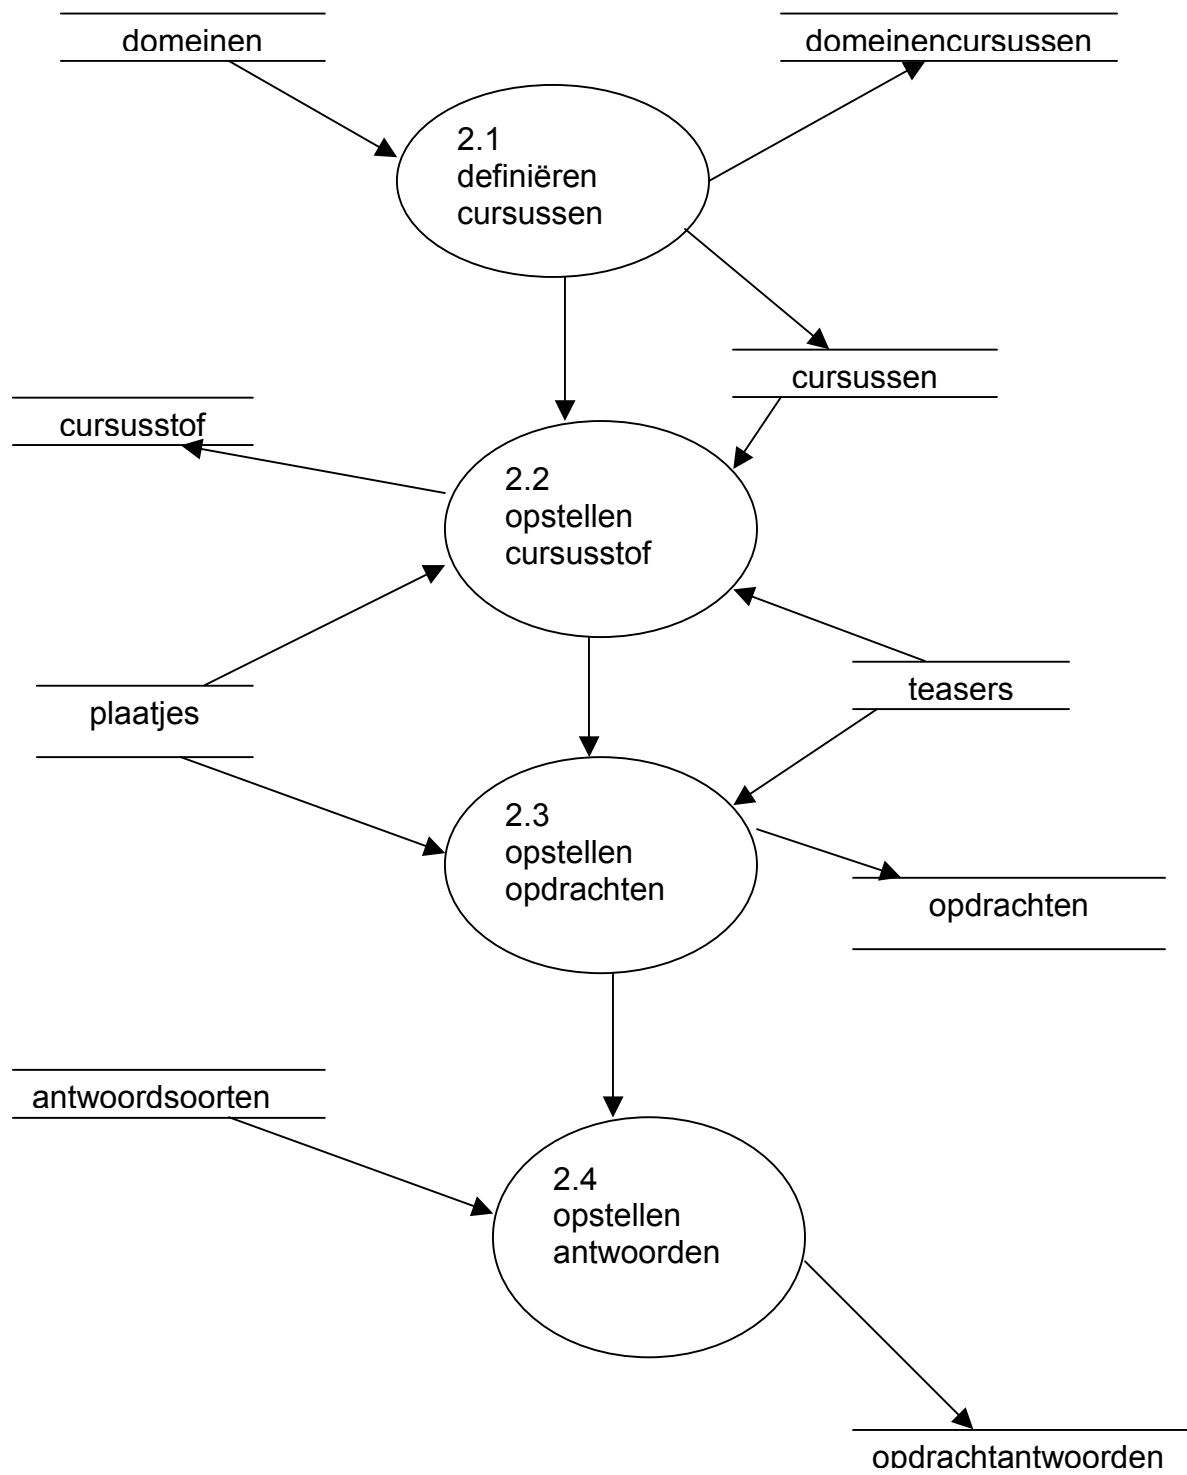 domeinen
domeinencursussen
2.1
definiëren
cursussen
cursussen
cursusstof
2.2
opstellen
cursusstof
teasers
plaatjes
2.3
opstellen
opdrachten
opdrachten
antwoordsoorten
2.4
opstellen
antwoorden
opdrachtantwoorden